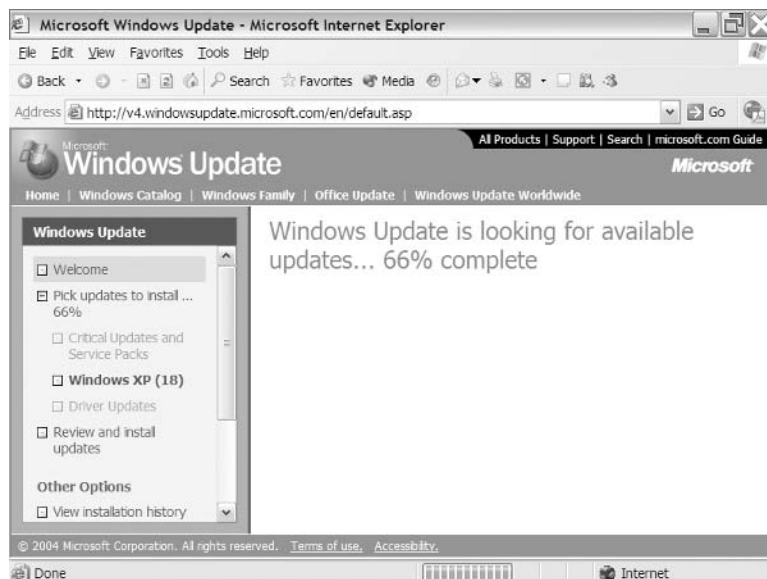 Microsoft Windows Update - Microsoft Internet Explorer
File Edit View Favorites Tools Help
Back Search Favorites Media
Address http://v4.windowsupdate.microsoft.com/en/default.asp Go
All Products | Support | Search | microsoft.com Guide
Microsoft
Windows Update
Microsoft
Home | Windows Catalog | Windows Family | Office Update | Windows Update Worldwide
Windows Update
Welcome
Pick updates to install ...
66%
Critical Updates and
Service Packs
Windows XP (18)
Driver Updates
Review and install
updates
Other Options
View installation history
Windows Update is looking for available
updates... 66% complete
© 2004 Microsoft Corporation. All rights reserved. Terms of use. Accessibility.
Done Internet